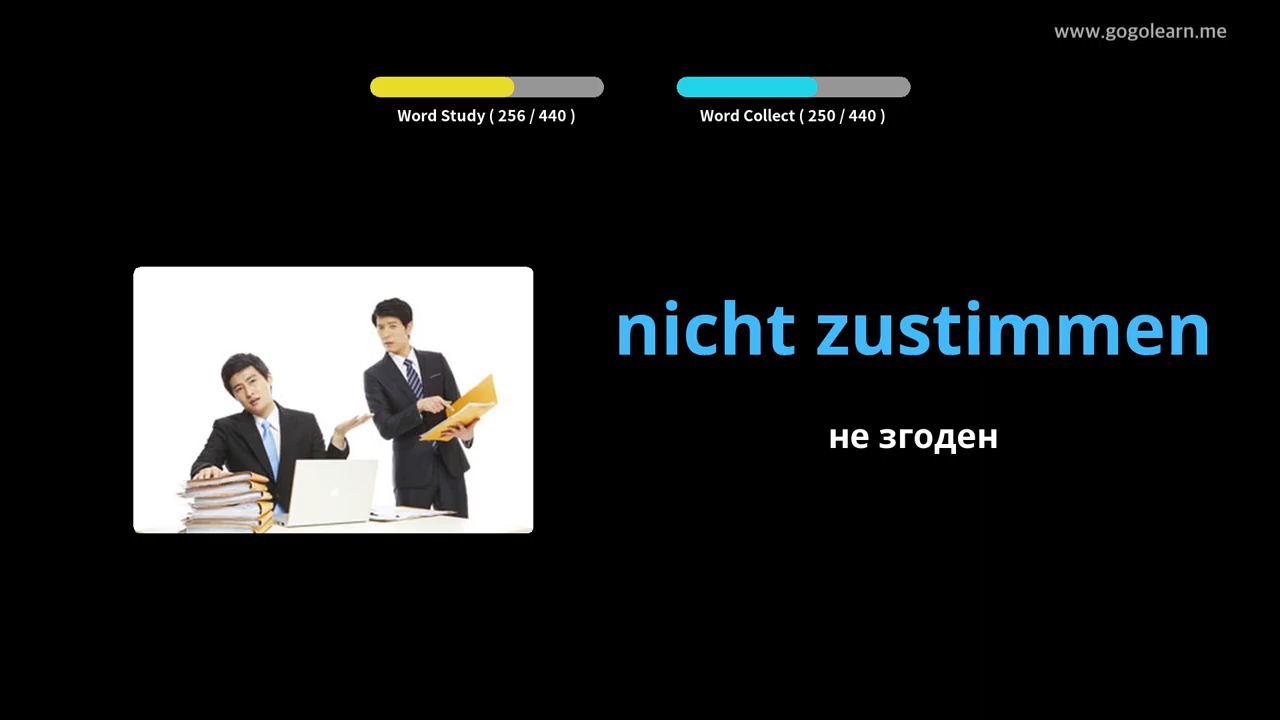 www.gogolearn.me
Word Study ( 256 / 440 )
Word Collect ( 250 / 440 )
nicht zustimmen
не згоден